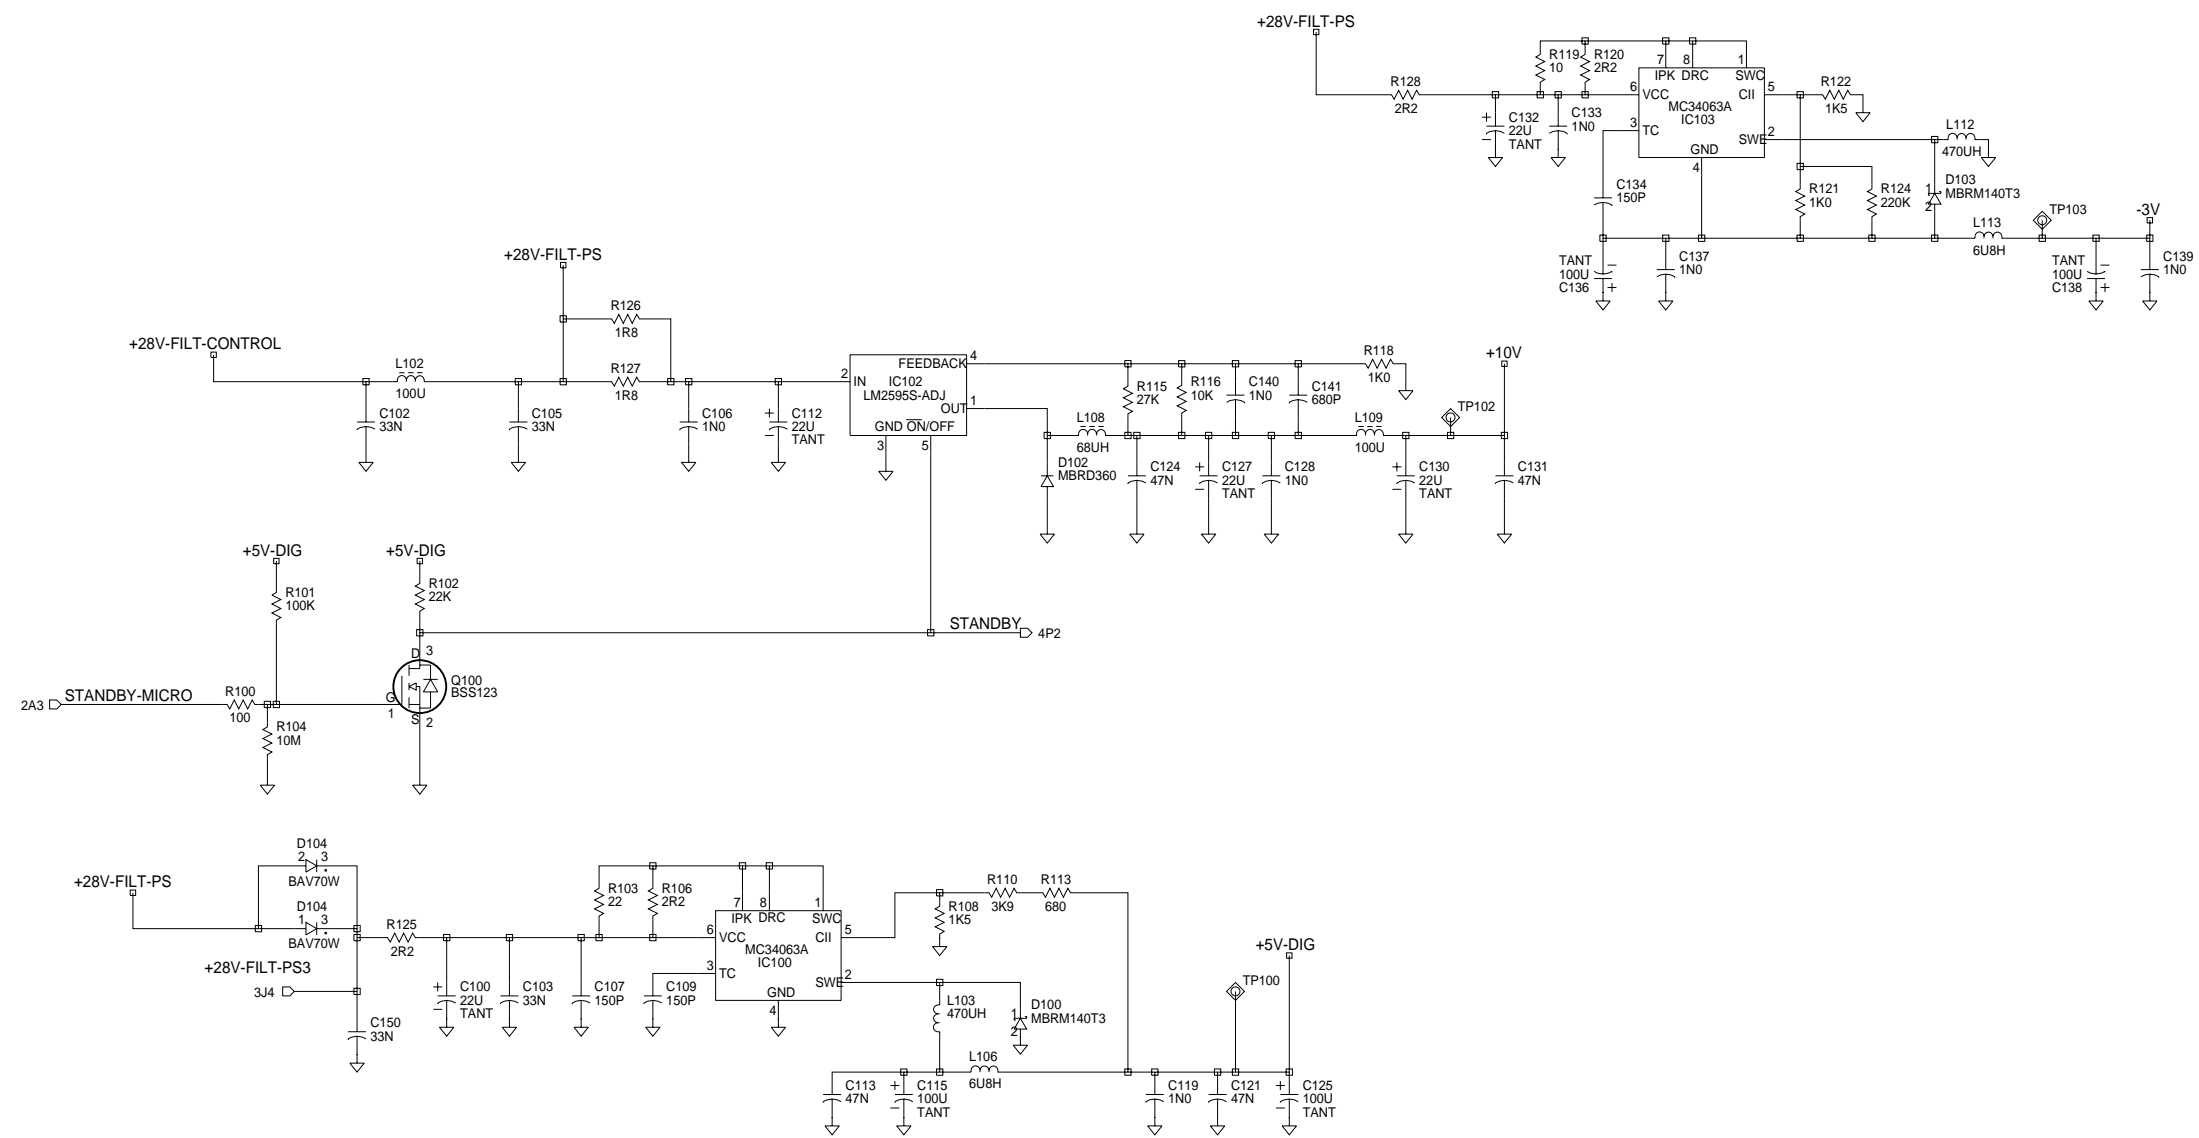 +28V-FILT-PS
R128
2R2
+
C132
22U
TANT
−
R119
10
R120
2R2
C133
1N0
7
8
1
IPK
DRC
SWC
6
VCC
CII
5
MC34063A
IC103
3
TC
SWE
2
GND
4
R122
1K5
L112
470UH
C134
150P
R121
1K0
R124
220K
1
2
D103
MBRM140T3
TP103
-3V
L113
6U8H
TANT
100U
C136
−
+
C137
1N0
TANT
100U
C138
−
+
C139
1N0
+28V-FILT-PS
R126
1R8
+28V-FILT-CONTROL
L102
100U
R127
1R8
C102
33N
C105
33N
C106
1N0
+
C112
22U
TANT
−
2
IN
FEEDBACK
4
IC102
LM2595S-ADJ
OUT
1
GND
ON/OFF
3
5
R118
1K0
+10V
R115
27K
R116
10K
C140
1N0
C141
680P
L108
68UH
L109
100U
TP102
D102
MBRD360
C124
47N
+
C127
22U
TANT
−
C128
1N0
+
C130
22U
TANT
−
C131
47N
+5V-DIG
+5V-DIG
R101
100K
R102
22K
STANDBY
4P2
D
3
2A3
STANDBY-MICRO
R100
100
G
1
S
2
Q100
BSS123
R104
10M
D104
2
3
BAV70W
+28V-FILT-PS
D104
1
3
BAV70W
R125
2R2
+28V-FILT-PS3
3J4
C150
33N
+
C100
22U
TANT
−
C103
33N
C107
150P
C109
150P
R103
22
R106
2R2
7
8
1
IPK
DRC
SWC
6
VCC
CII
5
MC34063A
IC100
3
TC
SWE
2
GND
4
R108
1K5
R110
3K9
R113
680
L103
470UH
1
2
D100
MBRM140T3
+5V-DIG
TP100
L106
6U8H
C113
47N
+
C115
100U
TANT
−
C119
1N0
C121
47N
+
C125
100U
TANT
−